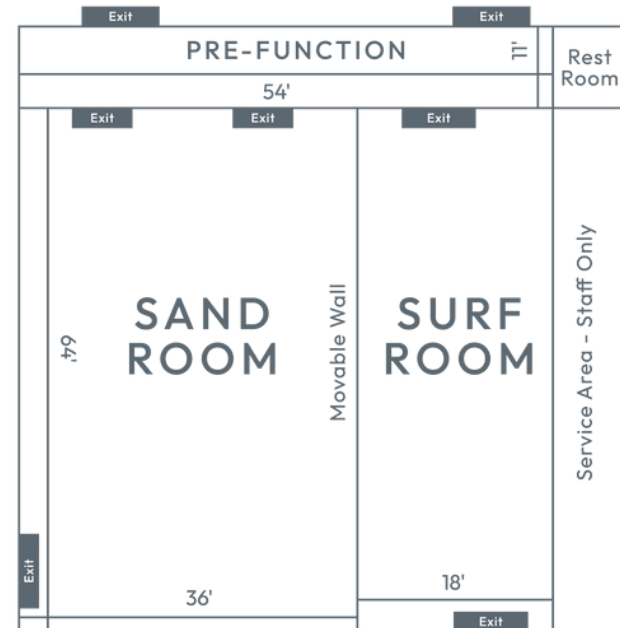 Exit
Exit
PRE-FUNCTION
11'
Rest
Room
54'
Exit
Exit
Exit
SAND
ROOM
64'
Movable Wall
SURF
ROOM
Service Area - Staff Only
Exit
36'
18'
Exit